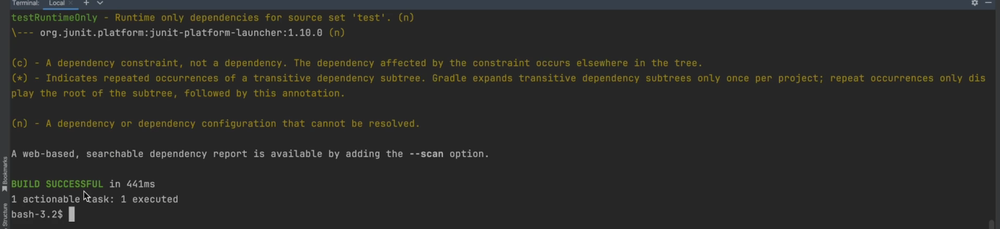 Terminal: Local × + ∨
testRuntimeOnly - Runtime only dependencies for source set 'test'. (n)
\--- org.junit.platform:junit-platform-launcher:1.10.0 (n)
(c) - A dependency constraint, not a dependency. The dependency affected by the constraint occurs elsewhere in the tree.
(*) - Indicates repeated occurrences of a transitive dependency subtree. Gradle expands transitive dependency subtrees only once per project; repeat occurrences only dis
play the root of the subtree, followed by this annotation.
(n) - A dependency or dependency configuration that cannot be resolved.
A web-based, searchable dependency report is available by adding the --scan option.
BUILD SUCCESSFUL in 441ms
1 actionable task: 1 executed
bash-3.2$
Bookmarks
Structure